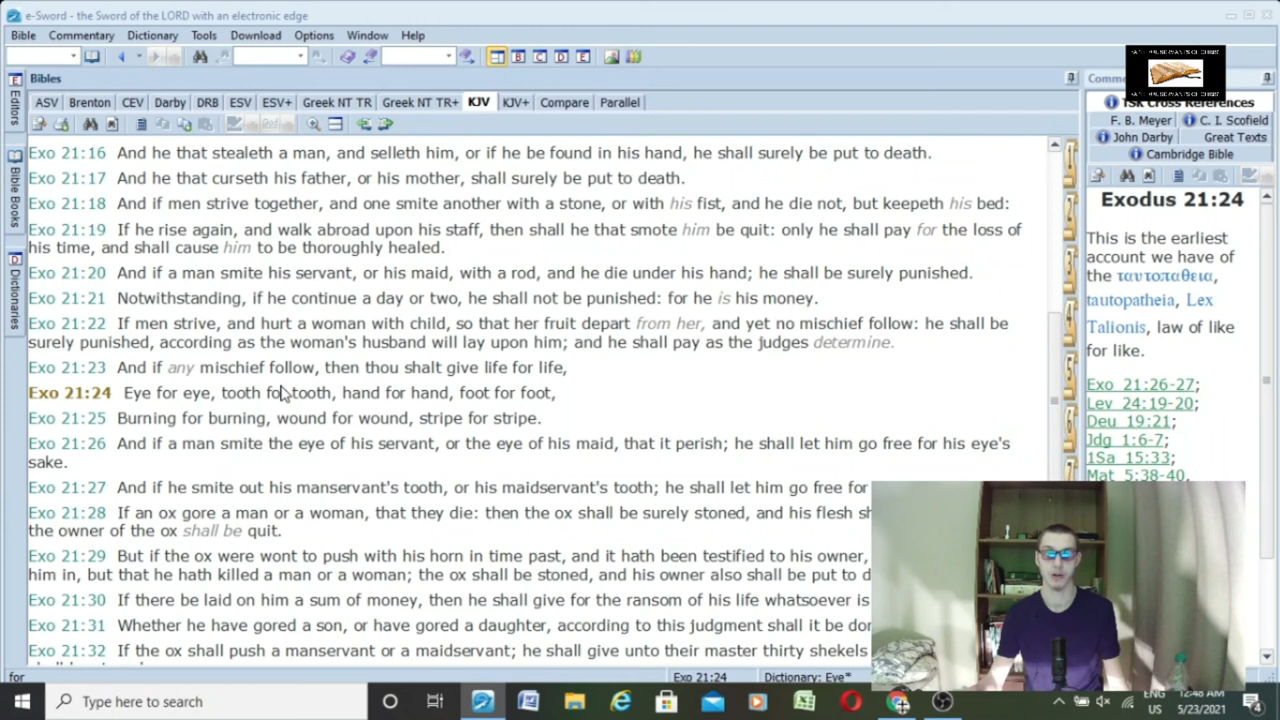 e-Sword - the Sword of the LORD with an electronic edge
Bible Commentary Dictionary Tools Download Options Window Help
B C D E
Bibles
ASV Brenton CEV Darby DRB ESV ESV+ Greek NT TR Greek NT TR+ KJV KJV+ Compare Parallel
Editors
Bible Books
Dictionaries
Exo 21:16 And he that stealeth a man, and selleth him, or if he be found in his hand, he shall surely be put to death.
Exo 21:17 And he that curseth his father, or his mother, shall surely be put to death.
Exo 21:18 And if men strive together, and one smite another with a stone, or with his fist, and he die not, but keepeth his bed:
Exo 21:19 If he rise again, and walk abroad upon his staff, then shall he that smote him be quit: only he shall pay for the loss of
his time, and shall cause him to be thoroughly healed.
Exo 21:20 And if a man smite his servant, or his maid, with a rod, and he die under his hand; he shall be surely punished.
Exo 21:21 Notwithstanding, if he continue a day or two, he shall not be punished: for he is his money.
Exo 21:22 If men strive, and hurt a woman with child, so that her fruit depart from her, and yet no mischief follow: he shall be
surely punished, according as the woman's husband will lay upon him; and he shall pay as the judges determine.
Exo 21:23 And if any mischief follow, then thou shalt give life for life,
Exo 21:24 Eye for eye, tooth for tooth, hand for hand, foot for foot,
Exo 21:25 Burning for burning, wound for wound, stripe for stripe.
Exo 21:26 And if a man smite the eye of his servant, or the eye of his maid, that it perish; he shall let him go free for his eye's
sake.
Exo 21:27 And if he smite out his manservant's tooth, or his maidservant's tooth; he shall let him go free for
Exo 21:28 If an ox gore a man or a woman, that they die: then the ox shall be surely stoned, and his flesh sh
the owner of the ox shall be quit.
Exo 21:29 But if the ox were wont to push with his horn in time past, and it hath been testified to his owner,
him in, but that he hath killed a man or a woman; the ox shall be stoned, and his owner also shall be put to d
Exo 21:30 If there be laid on him a sum of money, then he shall give for the ransom of his life whatsoever is
Exo 21:31 Whether he have gored a son, or have gored a daughter, according to this judgment shall it be dor
Exo 21:32 If the ox shall push a manservant or a maidservant; he shall give unto their master thirty shekels
Comme
TSK Cross References
F. B. Meyer C. I. Scofield
John Darby Great Texts
Cambridge Bible
Exodus 21:24
This is the earliest
account we have of
the ταυτοπαθεια,
tautopatheia, Lex
Talionis, law of like
for like.
Exo 21:26-27;
Lev 24:19-20;
Deu 19:21;
Jdg 1:6-7;
1Sa 15:33;
Mat 5:38-40,
for Exo 21:24 Dictionary: Eye*
Type here to search
ENG 12:48 AM
US 5/23/2021
4